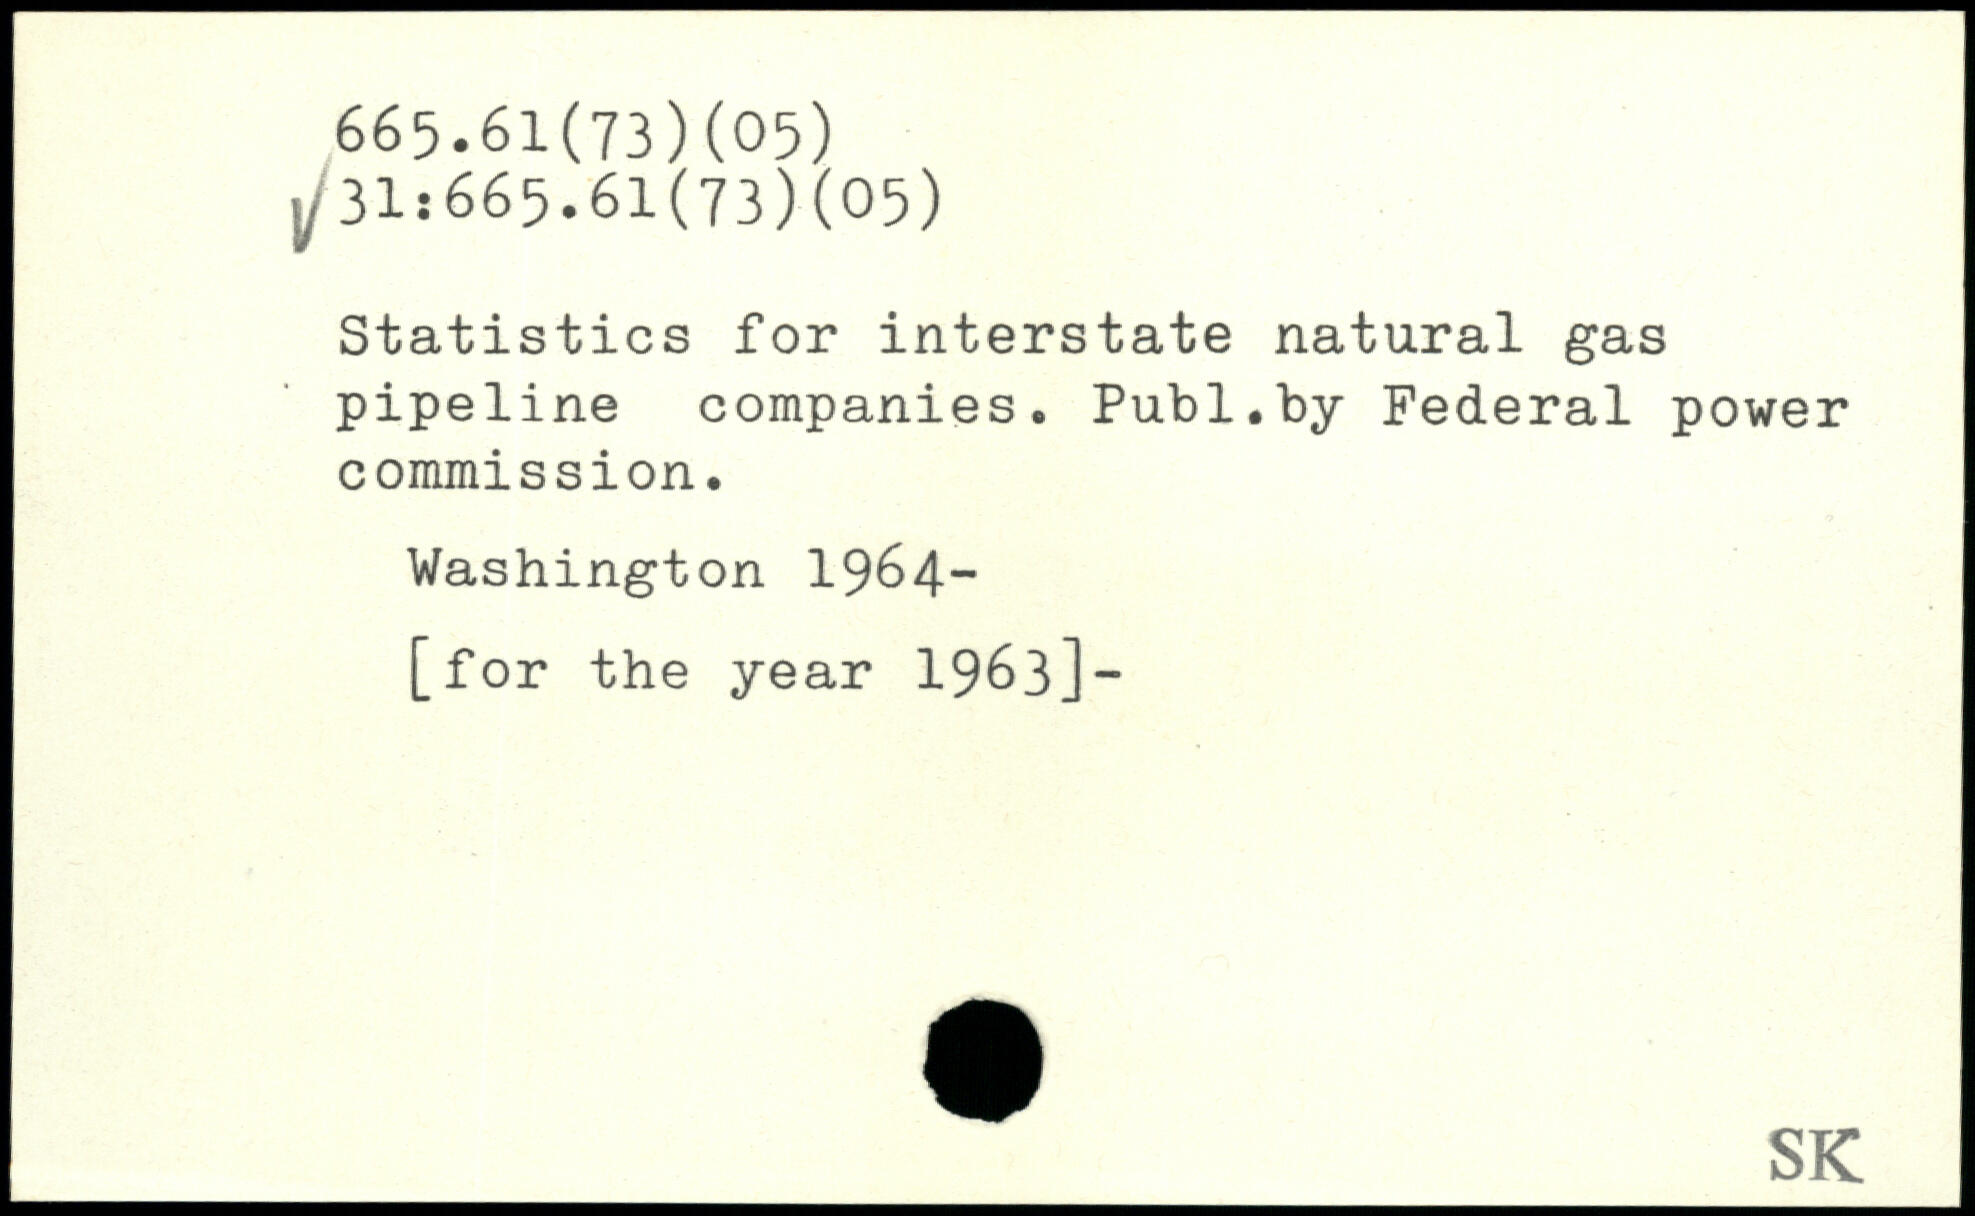 665.61(73)(05)
√31:665.61(73)(05)
Statistics for interstate natural gas
pipeline  companies. Publ.by Federal power
commission.
Washington 1964-
[for the year 1963]-
SK